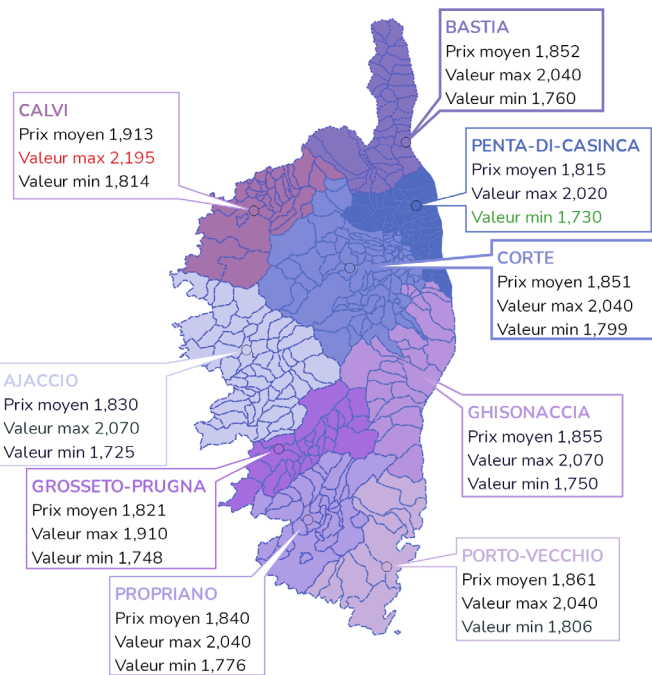 BASTIA
Prix moyen 1,852
Valeur max 2,040
Valeur min 1,760
CALVI
Prix moyen 1,913
Valeur max 2,195
Valeur min 1,814
PENTA-DI-CASINCA
Prix moyen 1,815
Valeur max 2,020
Valeur min 1,730
CORTE
Prix moyen 1,851
Valeur max 2,040
Valeur min 1,799
AJACCIO
Prix moyen 1,830
Valeur max 2,070
Valeur min 1,725
GHISONACCIA
Prix moyen 1,855
Valeur max 2,070
Valeur min 1,750
GROSSETO-PRUGNA
Prix moyen 1,821
Valeur max 1,910
Valeur min 1,748
PORTO-VECCHIO
Prix moyen 1,861
Valeur max 2,040
Valeur min 1,806
PROPRIANO
Prix moyen 1,840
Valeur max 2,040
Valeur min 1,776